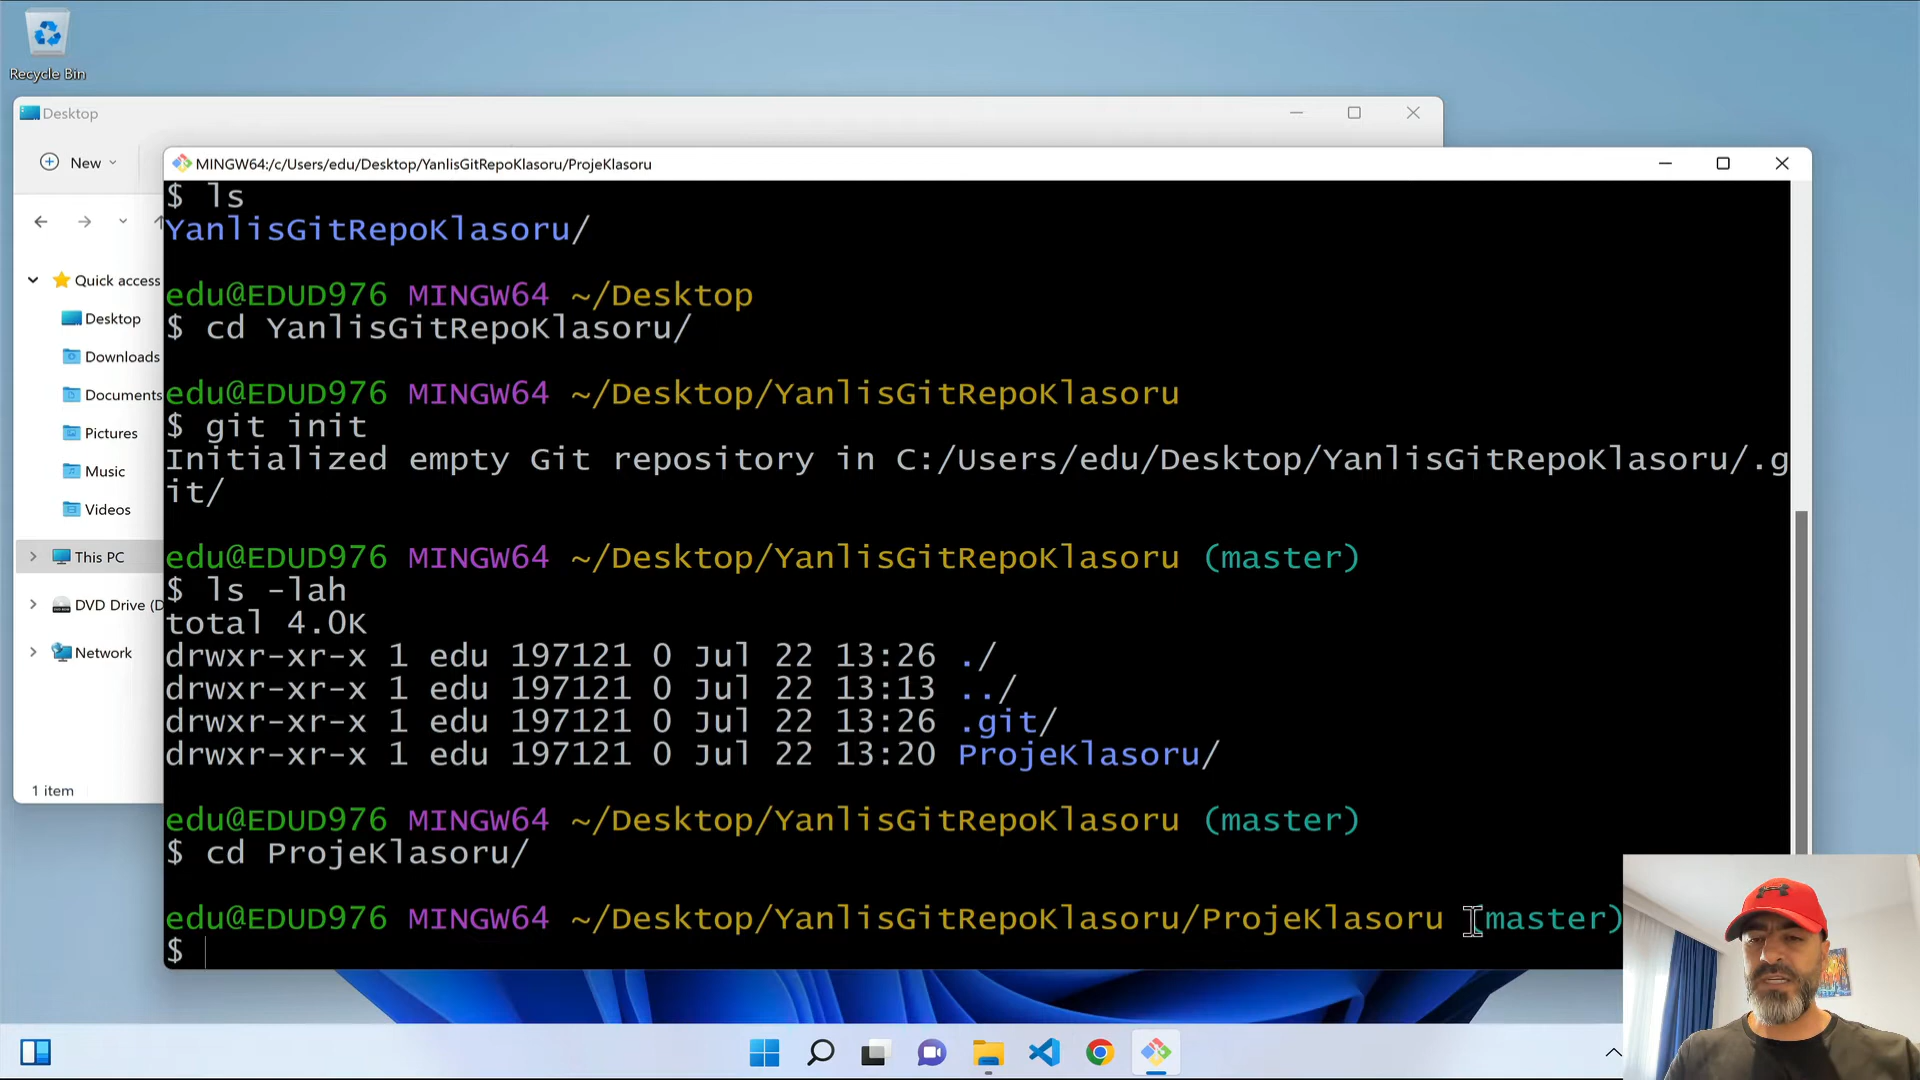 Recycle Bin
Desktop
New
MINGW64:/c/Users/edu/Desktop/YanlisGitRepoKlasoru/ProjeKlasoru
$ ls
YanlisGitRepoKlasoru/
Quick access
Desktop
Downloads
Documents
Pictures
Music
Videos
This PC
DVD Drive (D
Network
1 item
edu@EDUD976 MINGW64 ~/Desktop
$ cd YanlisGitRepoKlasoru/
edu@EDUD976 MINGW64 ~/Desktop/YanlisGitRepoKlasoru
$ git init
Initialized empty Git repository in C:/Users/edu/Desktop/YanlisGitRepoKlasoru/.g
it/
edu@EDUD976 MINGW64 ~/Desktop/YanlisGitRepoKlasoru (master)
$ ls -lah
total 4.0K
drwxr-xr-x 1 edu 197121 0 Jul 22 13:26 ./
drwxr-xr-x 1 edu 197121 0 Jul 22 13:13 ../
drwxr-xr-x 1 edu 197121 0 Jul 22 13:26 .git/
drwxr-xr-x 1 edu 197121 0 Jul 22 13:20 ProjeKlasoru/
edu@EDUD976 MINGW64 ~/Desktop/YanlisGitRepoKlasoru (master)
$ cd ProjeKlasoru/
edu@EDUD976 MINGW64 ~/Desktop/YanlisGitRepoKlasoru/ProjeKlasoru (master)
$